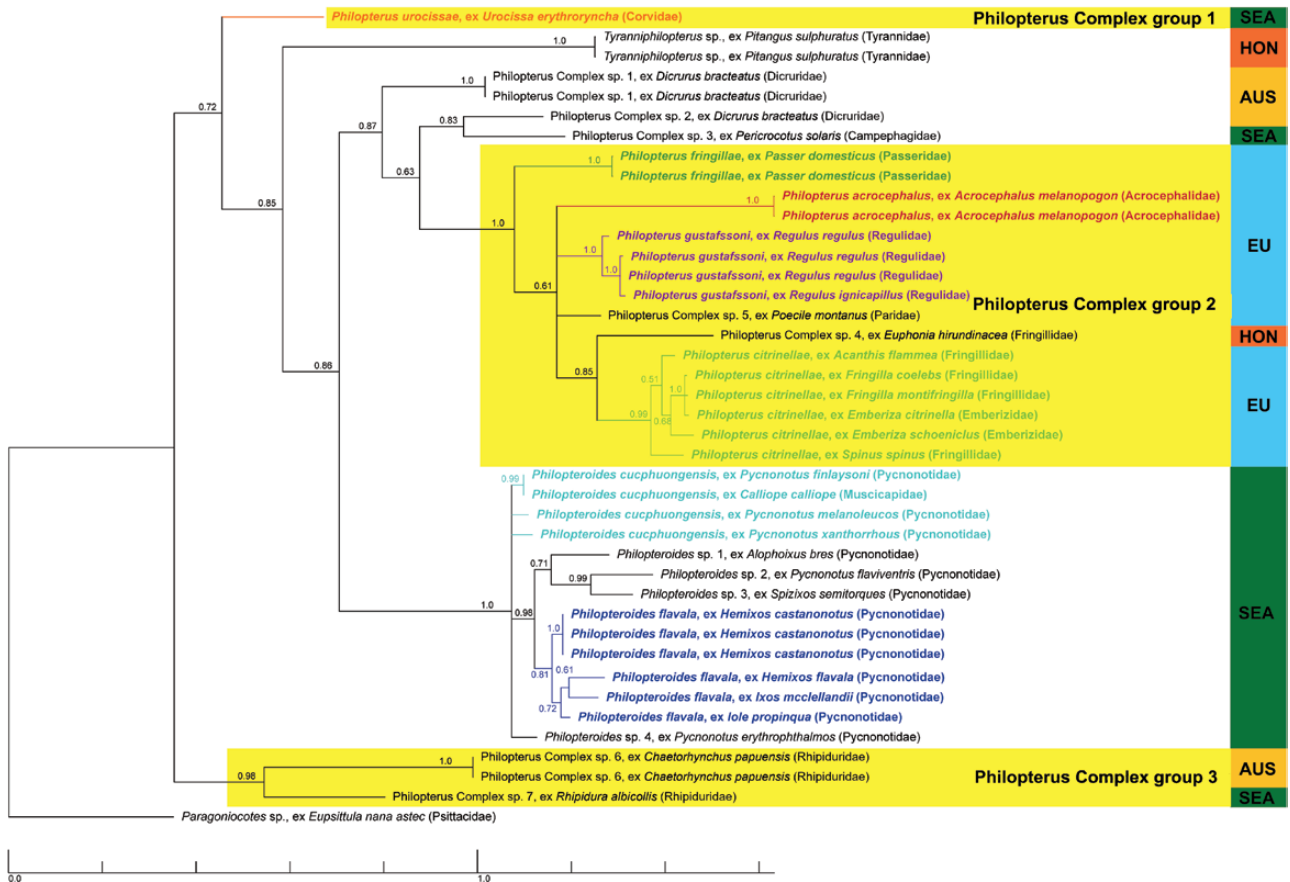 Philopterus urocissae, ex Urocissa erythroryncha (Corvidae)
Philopterus Complex group 1
SEA
Tyranniphilopterus sp., ex Pitangus sulphuratus (Tyrannidae)
1.0
HON
Tyranniphilopterus sp., ex Pitangus sulphuratus (Tyrannidae)
Philopterus Complex sp. 1, ex Dicrurus bracteatus (Dicruridae)
1.0
Philopterus Complex sp. 1, ex Dicrurus bracteatus (Dicruridae)
AUS
0.72
Philopterus Complex sp. 2, ex Dicrurus bracteatus (Dicruridae)
0.87
0.83
Philopterus Complex sp. 3, ex Pericrocotus solaris (Campephagidae)
SEA
Philopterus fringillae, ex Passer domesticus (Passeridae)
1.0
Philopterus fringillae, ex Passer domesticus (Passeridae)
0.63
Philopterus acrocephalus, ex Acrocephalus melanopogon (Acrocephalidae)
1.0
Philopterus acrocephalus, ex Acrocephalus melanopogon (Acrocephalidae)
0.85
1.0
Philopterus gustafssoni, ex Regulus regulus (Regulidae)
1.0
EU
Philopterus gustafssoni, ex Regulus regulus (Regulidae)
1.0
Philopterus gustafssoni, ex Regulus regulus (Regulidae)
0.61
Philopterus gustafssoni, ex Regulus ignicapillus (Regulidae)
Philopterus Complex group 2
Philopterus Complex sp. 5, ex Poecile montanus (Paridae)
Philopterus Complex sp. 4, ex Euphonia hirundinacea (Fringillidae)
HON
Philopterus citrinellae, ex Acanthis flammea (Fringillidae)
0.86
0.85
0.51
Philopterus citrinellae, ex Fringilla coelebs (Fringillidae)
1.0
Philopterus citrinellae, ex Fringilla montifringilla (Fringillidae)
EU
0.99
0.68
Philopterus citrinellae, ex Emberiza citrinella (Emberizidae)
Philopterus citrinellae, ex Emberiza schoeniclus (Emberizidae)
Philopterus citrinellae, ex Spinus spinus (Fringillidae)
Philopteroides cucphuongensis, ex Pycnonotus finlaysoni (Pycnonotidae)
0.99
Philopteroides cucphuongensis, ex Calliope calliope (Muscicapidae)
Philopteroides cucphuongensis, ex Pycnonotus melanoleucos (Pycnonotidae)
Philopteroides cucphuongensis, ex Pycnonotus xanthorrhous (Pycnonotidae)
Philopteroides sp. 1, ex Alophoixus bres (Pycnonotidae)
0.71
Philopteroides sp. 2, ex Pycnonotus flaviventris (Pycnonotidae)
0.99
Philopteroides sp. 3, ex Spizixos semitorques (Pycnonotidae)
1.0
0.98
SEA
Philopteroides flavala, ex Hemixos castanonotus (Pycnonotidae)
1.0
Philopteroides flavala, ex Hemixos castanonotus (Pycnonotidae)
Philopteroides flavala, ex Hemixos castanonotus (Pycnonotidae)
0.81
0.61
Philopteroides flavala, ex Hemixos flavala (Pycnonotidae)
Philopteroides flavala, ex Ixos mcclellandii (Pycnonotidae)
0.72
Philopteroides flavala, ex Iole propinqua (Pycnonotidae)
Philopteroides sp. 4, ex Pycnonotus erythrophthalmos (Pycnonotidae)
Philopterus Complex sp. 6, ex Chaetorhynchus papuensis (Rhipiduridae)
1.0
AUS
0.98
Philopterus Complex sp. 6, ex Chaetorhynchus papuensis (Rhipiduridae)
Philopterus Complex group 3
Philopterus Complex sp. 7, ex Rhipidura albicollis (Rhipiduridae)
SEA
Paragoniocotes sp., ex Eupsittula nana astec (Psittacidae)
0.0
1.0